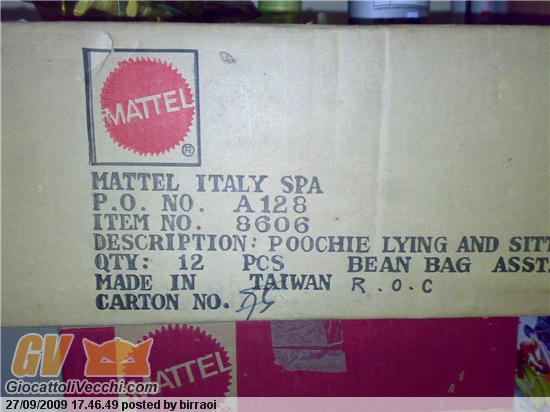 MATTEL
®
MATTEL ITALY SPA
P.O. NO. A128
ITEM NO. 8606
DESCRIPTION: POOCHIE LYING AND SITT
QTY: 12 PCS BEAN BAG ASST.
MADE IN TAIWAN R.O.C
CARTON NO.
MATTEL
GV
GiocattoliVecchi.com
27/09/2009 17.46.49 posted by birraoi